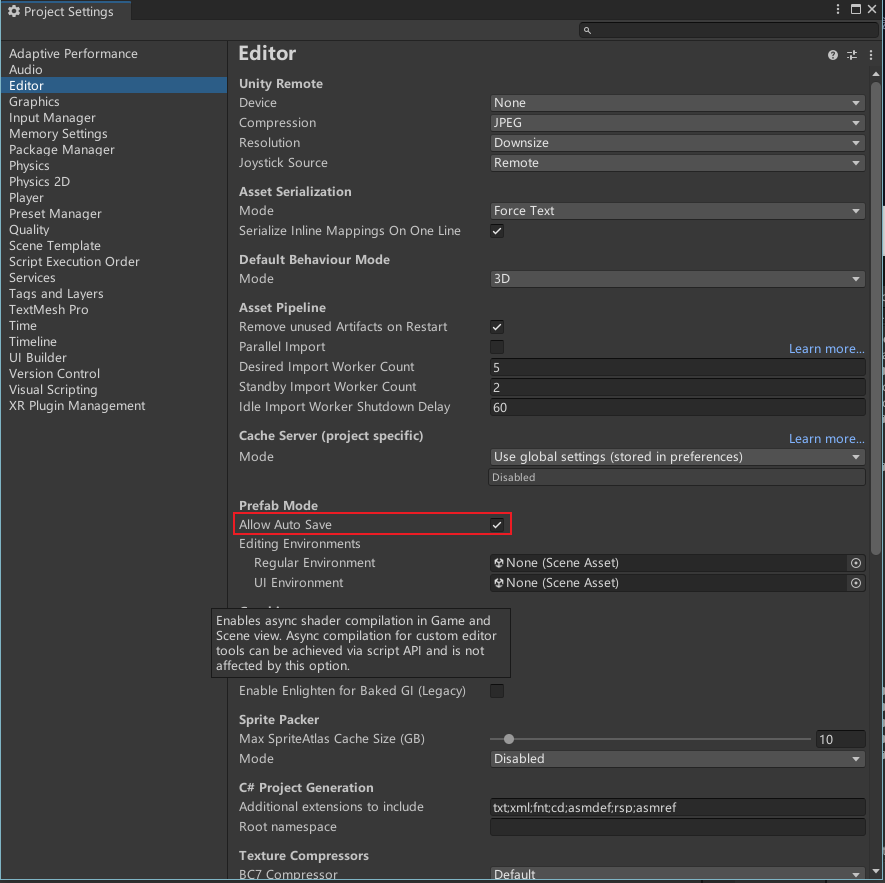 Project Settings
Adaptive Performance
Audio
Editor
Graphics
Input Manager
Memory Settings
Package Manager
Physics
Physics 2D
Player
Preset Manager
Quality
Scene Template
Script Execution Order
Services
Tags and Layers
TextMesh Pro
Time
Timeline
UI Builder
Version Control
Visual Scripting
XR Plugin Management
Editor
Unity Remote
Device None
Compression JPEG
Resolution Downsize
Joystick Source Remote
Asset Serialization
Mode Force Text
Serialize Inline Mappings On One Line
Default Behaviour Mode
Mode 3D
Asset Pipeline
Remove unused Artifacts on Restart
Parallel Import Learn more...
Desired Import Worker Count 5
Standby Import Worker Count 2
Idle Import Worker Shutdown Delay 60
Cache Server (project specific) Learn more...
Mode Use global settings (stored in preferences)
Disabled
Prefab Mode
Allow Auto Save
Editing Environments
Regular Environment None (Scene Asset)
UI Environment None (Scene Asset)
Enables async shader compilation in Game and
Scene view. Async compilation for custom editor
tools can be achieved via script API and is not
affected by this option.
Enable Enlighten for Baked GI (Legacy)
Sprite Packer
Max SpriteAtlas Cache Size (GB) 10
Mode Disabled
C# Project Generation
Additional extensions to include txt;xml;fnt;cd;asmdef;rsp;asmref
Root namespace
Texture Compressors
BC7 Compressor Default